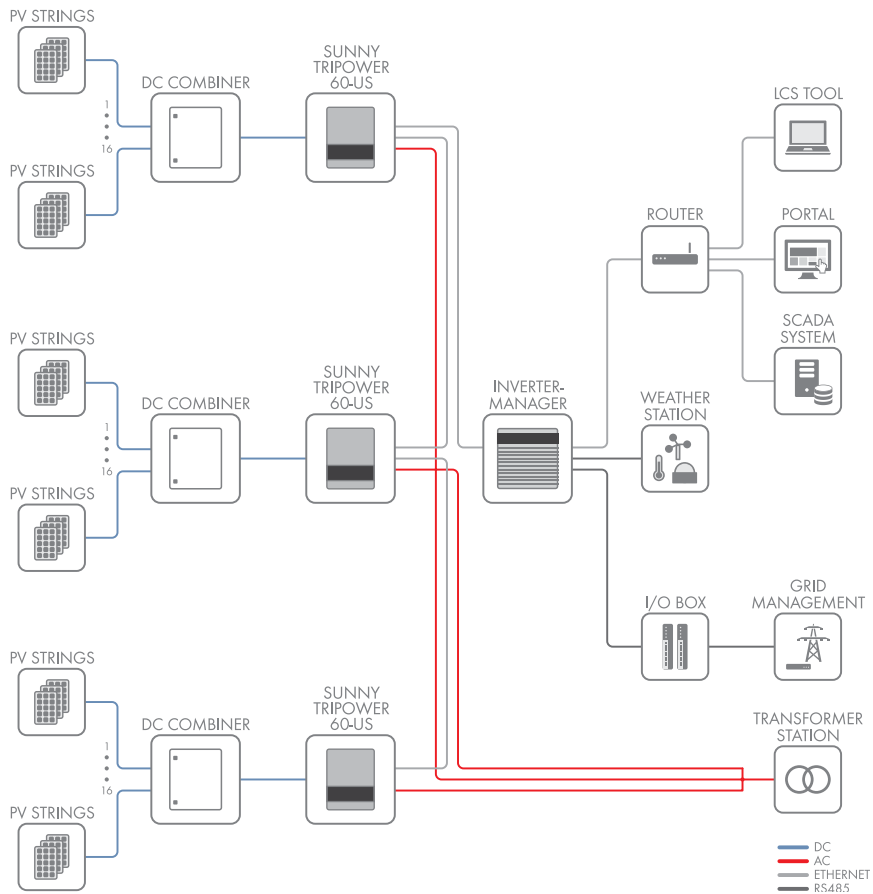 PV STRINGS
DC COMBINER
SUNNY
TRIPOWER
60-US
1
16
PV STRINGS
LCS TOOL
ROUTER
PORTAL
SCADA
SYSTEM
PV STRINGS
DC COMBINER
SUNNY
TRIPOWER
60-US
1
16
PV STRINGS
INVERTER-
MANAGER
WEATHER
STATION
I/O BOX
GRID
MANAGEMENT
PV STRINGS
DC COMBINER
SUNNY
TRIPOWER
60-US
1
16
PV STRINGS
TRANSFORMER
STATION
DC
AC
ETHERNET
RS485